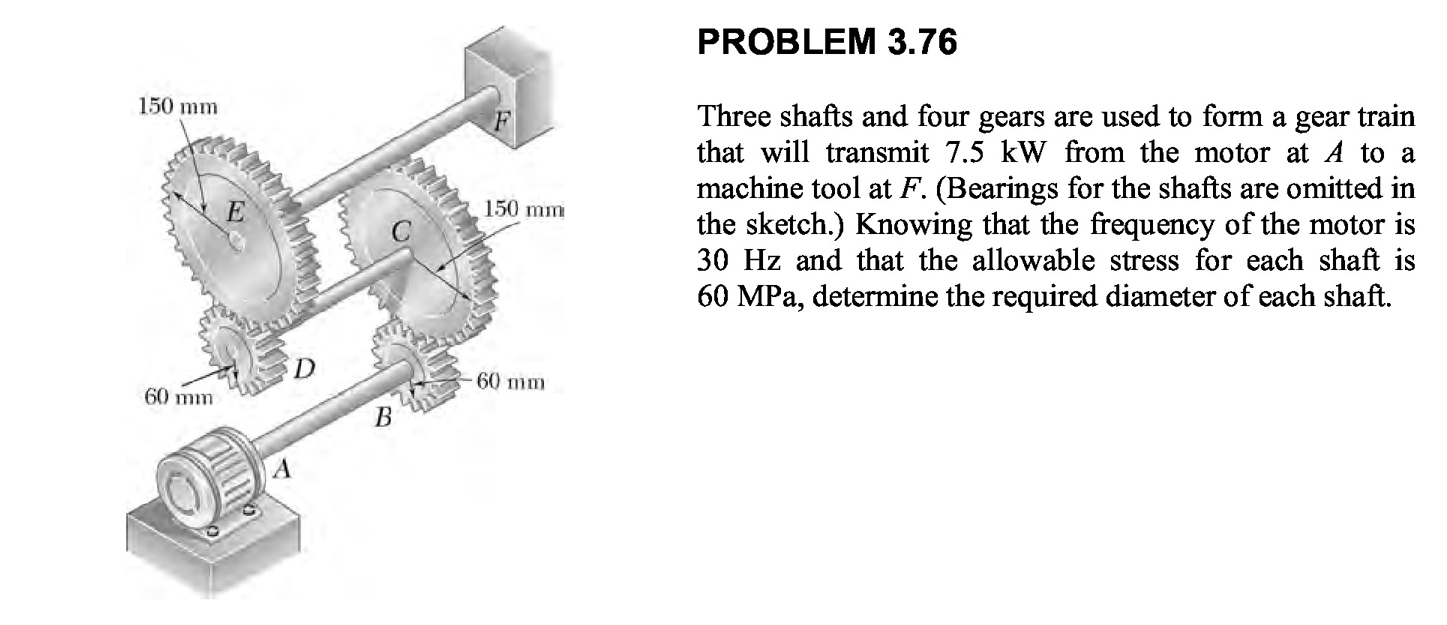 PROBLEM 3.76
Three shafts and four gears are used to form a gear train
that will transmit 7.5 kW from the motor at A to a
machine tool at F. (Bearings for the shafts are omitted in
the sketch.) Knowing that the frequency of the motor is
30 Hz and that the allowable stress for each shaft is
60 MPa, determine the required diameter of each shaft.
150 mm
F
E
150 mm
C
D
60 mm
60 mm
B
A